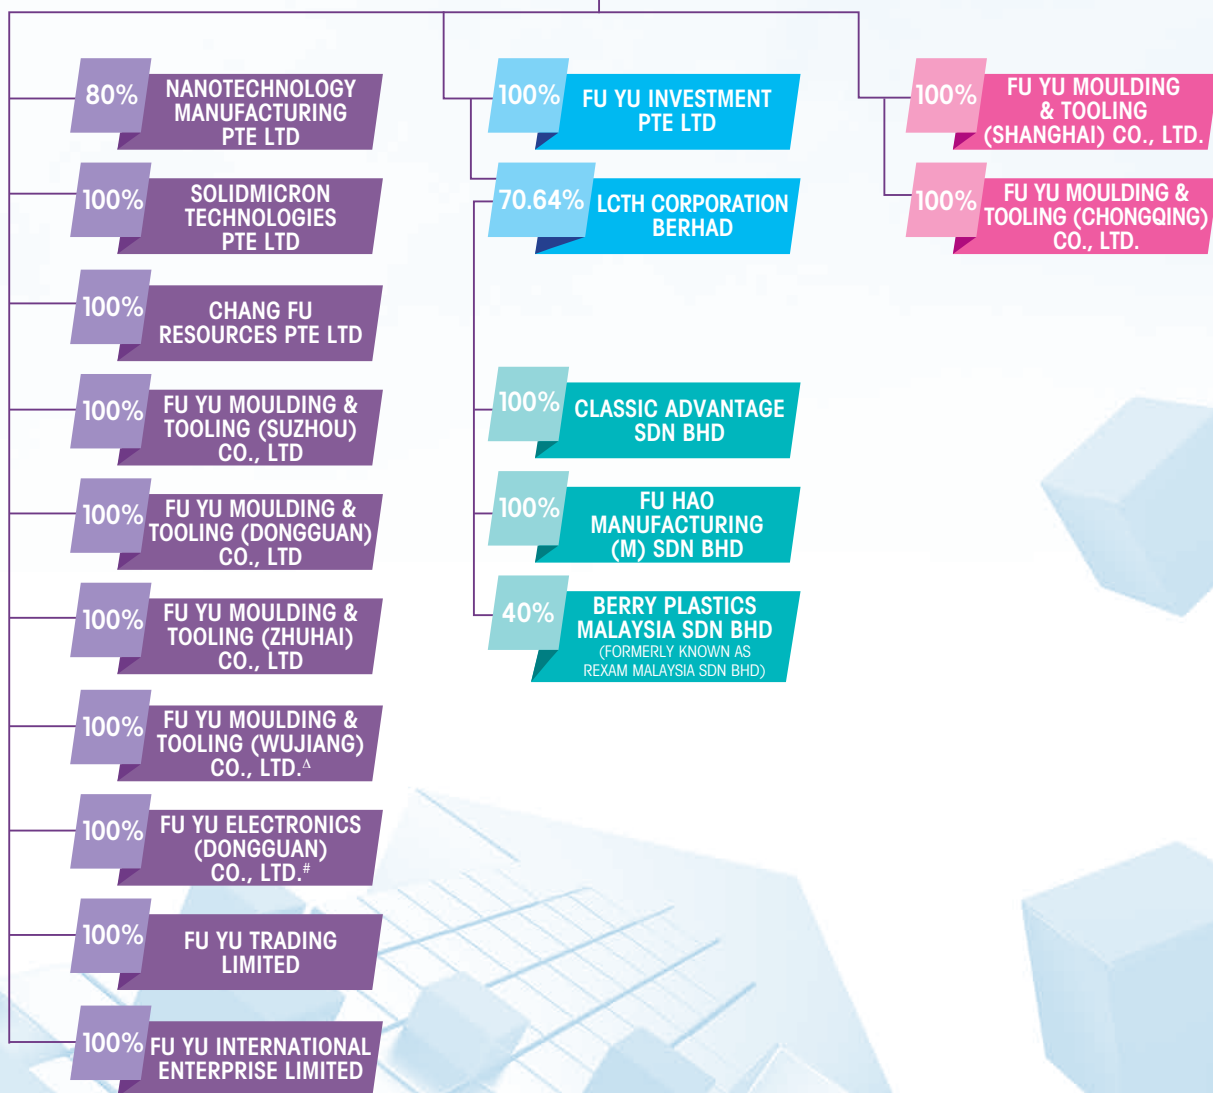 80%
NANOTECHNOLOGY
MANUFACTURING
PTE LTD
100%
SOLIDMICRON
TECHNOLOGIES
PTE LTD
100%
CHANG FU
RESOURCES PTE LTD
100%
FU YU MOULDING &
TOOLING (SUZHOU)
CO., LTD
100%
FU YU MOULDING &
TOOLING (DONGGUAN)
CO., LTD
100%
FU YU MOULDING &
TOOLING (ZHUHAI)
CO., LTD
100%
FU YU MOULDING &
TOOLING (WUJIANG)
CO., LTD.Δ
100%
FU YU ELECTRONICS
(DONGGUAN)
CO., LTD.#
100%
FU YU TRADING
LIMITED
100%
FU YU INTERNATIONAL
ENTERPRISE LIMITED
100%
FU YU INVESTMENT
PTE LTD
70.64%
LCTH CORPORATION
BERHAD
100%
CLASSIC ADVANTAGE
SDN BHD
100%
FU HAO
MANUFACTURING
(M) SDN BHD
40%
BERRY PLASTICS
MALAYSIA SDN BHD
(FORMERLY KNOWN AS
REXAM MALAYSIA SDN BHD)
100%
FU YU MOULDING
& TOOLING
(SHANGHAI) CO., LTD.
100%
FU YU MOULDING &
TOOLING (CHONGQING)
CO., LTD.